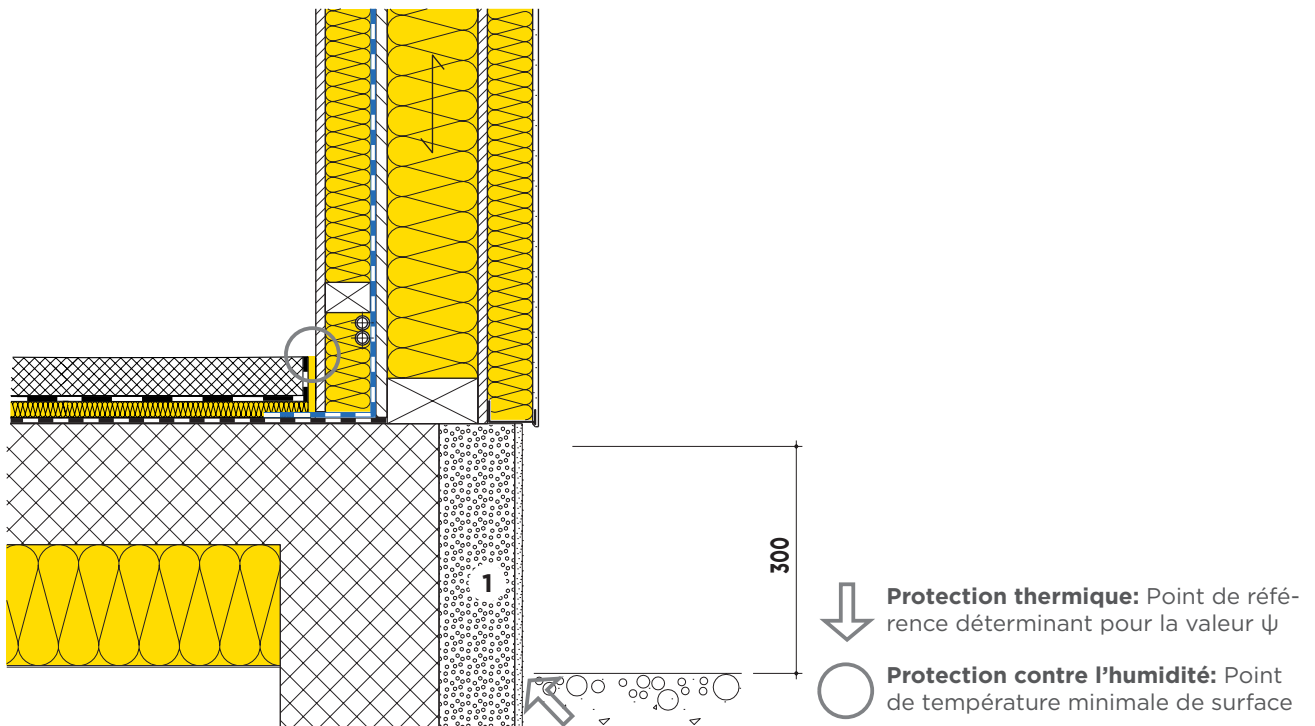 1
300
Protection thermique: Point de réfé-
rence déterminant pour la valeur ψ
Protection contre l'humidité: Point
de température minimale de surface